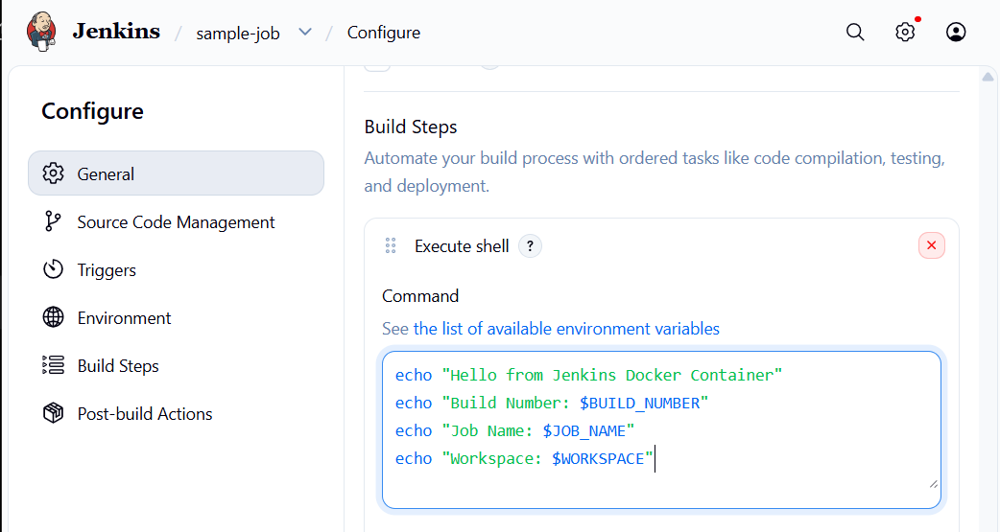 Jenkins / sample-job / Configure
Configure
General
Source Code Management
Triggers
Environment
Build Steps
Post-build Actions
Build Steps
Automate your build process with ordered tasks like code compilation, testing,
and deployment.
Execute shell ?
Command
See the list of available environment variables
echo "Hello from Jenkins Docker Container"
echo "Build Number: $BUILD_NUMBER"
echo "Job Name: $JOB_NAME"
echo "Workspace: $WORKSPACE"